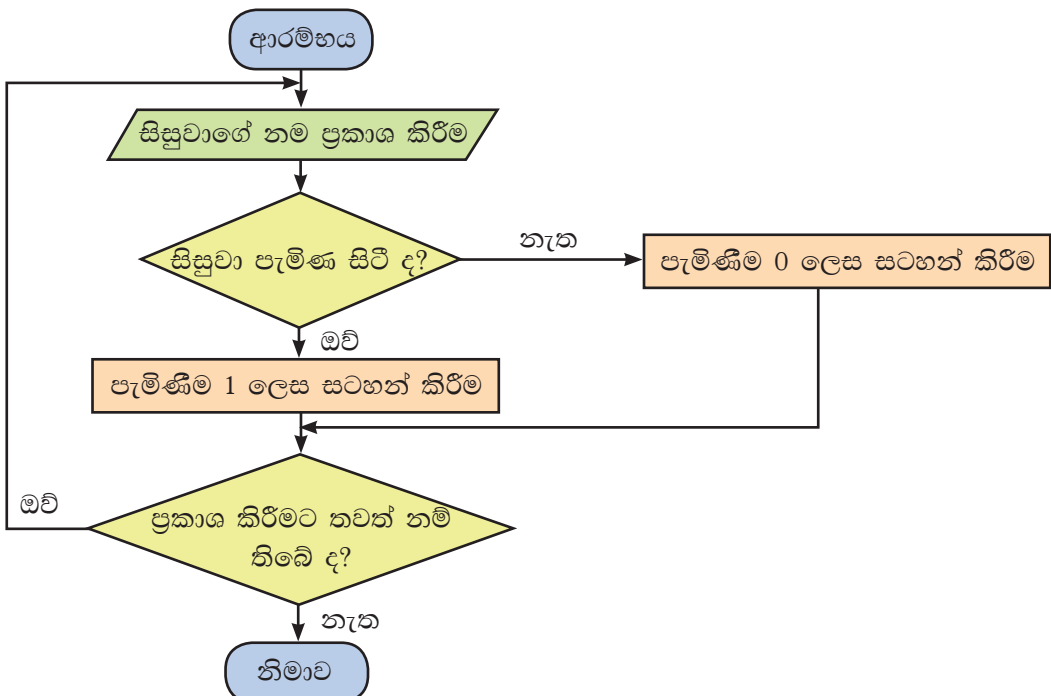 ආරම්භය
සිසුවාගේ නම ප්‍රකාශ කිරීම
සිසුවා පැමිණ සිටී ද?
නැත
පැමිණීම 0 ලෙස සටහන් කිරීම
ඔව්
පැමිණීම 1 ලෙස සටහන් කිරීම
ඔව්
ප්‍රකාශ කිරීමට තවත් නම්
තිබේ ද?
නැත
නිමාව